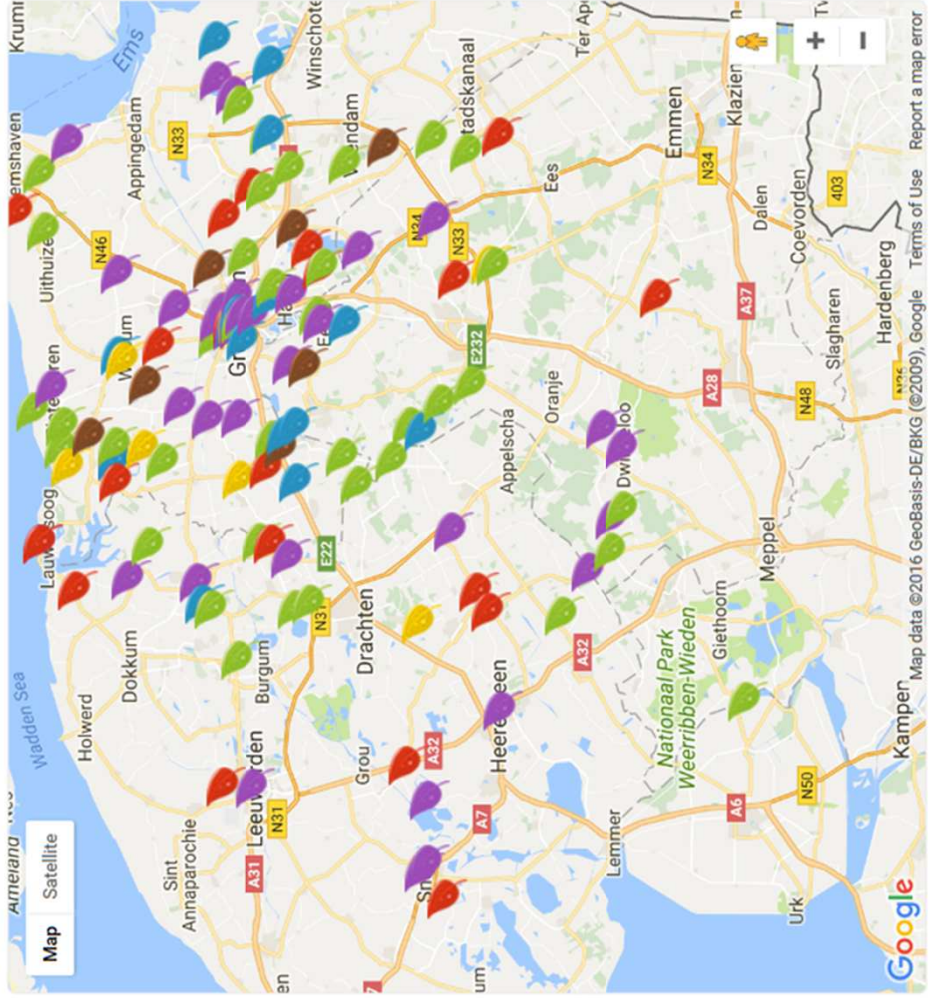 Ameland
Map
Satellite
Wadden Sea
Lauwersoog
Uithuize
emshaven
Krumm
Holwerd
Dokkum
N46
Appingedam
Ems
Sint
Annaparochie
N33
A31
Leeuwarden
N31
Burgum
Gr
Winschote
E22
N31
Grou
Drachten
A32
N34
N33
A7
E232
Stadskanaal
Heerenveen
Appelscha
Oranje
Ees
Ter Ap
Lemmer
A32
Dwingeloo
Nationaal Park
Weerribben-Wieden
Emmen
N34
Giethoorn
A28
A6
A37
Klazien
Meppel
Dalen
Urk
N50
N48
Coevorden
Slagharen
403
Kampen
Hardenberg
Google
Map data ©2016 GeoBasis-DE/BKG (©2009), Google
Terms of Use
Report a map error